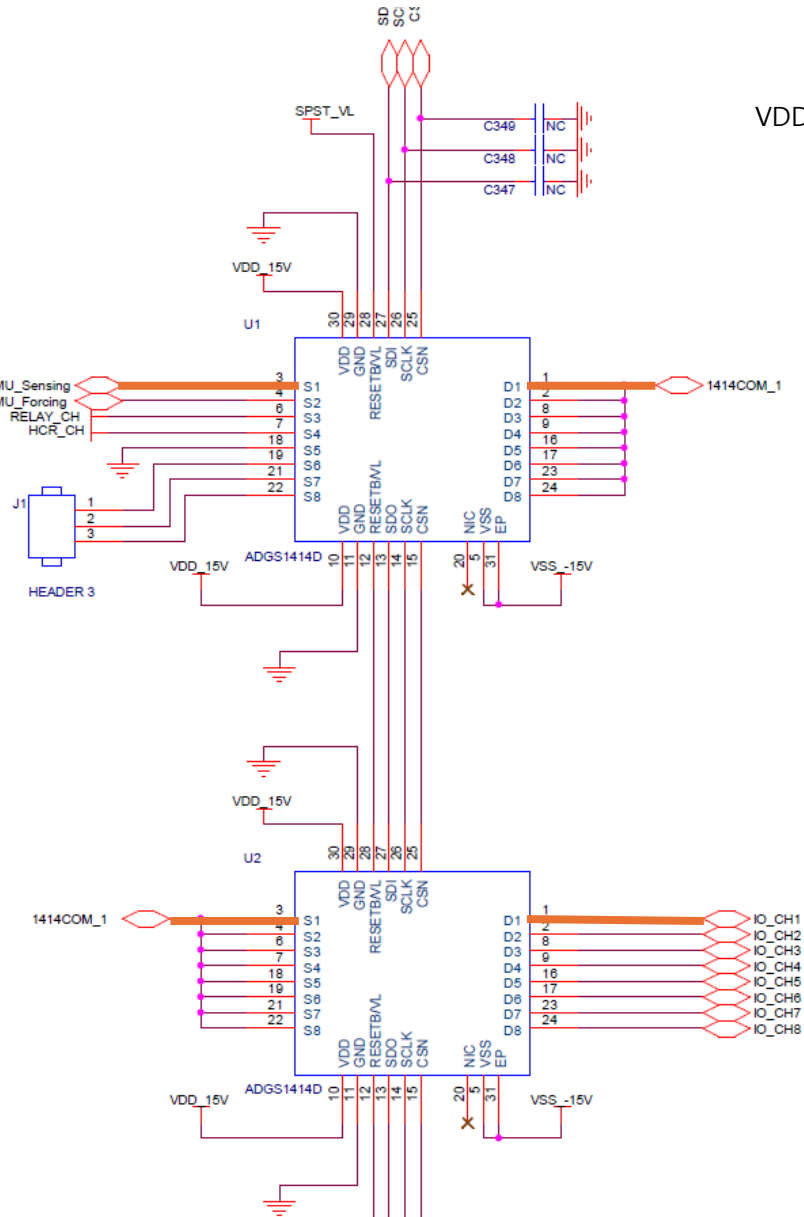 SPST_VL
VDD
C349 NC
C348 NC
C347 NC
VDD_15V
30 29 28 27 26 25
U1
VDD GND RESETB/VL SDI SCLK CSN
MU_Sensing 3 S1 D1 1 1414COM_1
MU_Forcing 4 S2 D2 2
RELAY_CH 6 S3 D3 8
HCR_CH 7 S4 D4 9
18 S5 D5 16
19 S6 D6 17
21 S7 D7 23
22 S8 D8 24
J1
1
2
3
HEADER 3
VDD GND RESETB/VL SDO SCLK CSN NIC VSS EP
ADGS1414D
10 11 12 13 14 15 20 5 31
VDD_15V VSS_-15V
VDD_15V
30 29 28 27 26 25
U2
VDD GND RESETB/VL SDI SCLK CSN
1414COM_1 3 S1 D1 1 IO_CH1
4 S2 D2 2 IO_CH2
6 S3 D3 8 IO_CH3
7 S4 D4 9 IO_CH4
18 S5 D5 16 IO_CH5
19 S6 D6 17 IO_CH6
21 S7 D7 23 IO_CH7
22 S8 D8 24 IO_CH8
VDD GND RESETB/VL SDO SCLK CSN NIC VSS EP
ADGS1414D
10 11 12 13 14 15 20 5 31
VDD_15V VSS_-15V